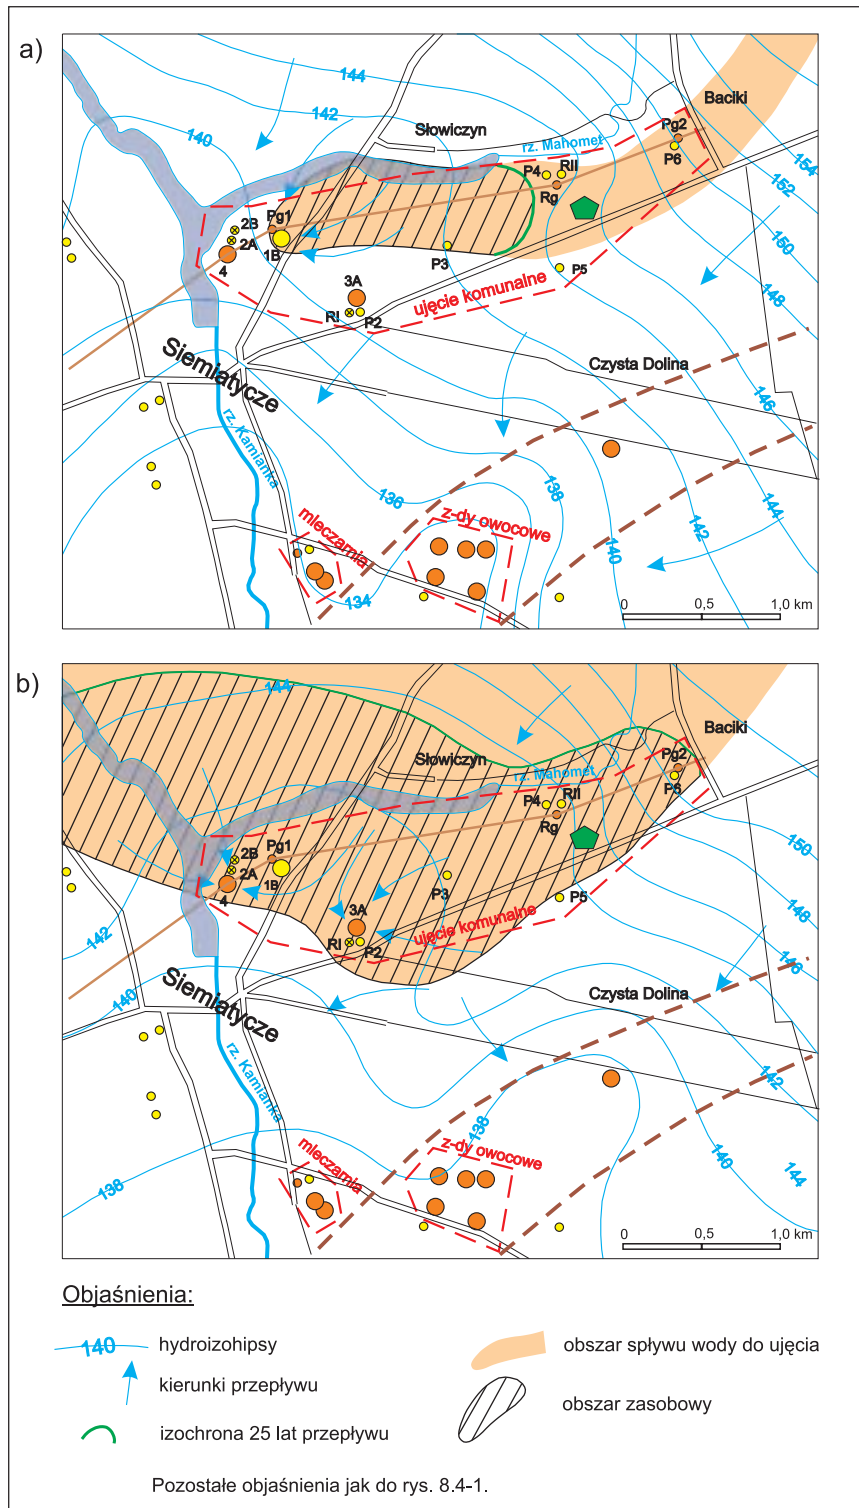 a)
144
142
140
Słowiczyn
Baciki
rz. Mahomet
Pg2
P6
P4
RII
Rg
154
152
150
148
146
144
142
140
138
136
134
2B
2A
4
Pg1
1B
P3
P5
3A
RI
P2
ujęcie komunalne
Siemiatycze
Czysta Dolina
rz. Kamianka
mleczarnia
z-dy owocowe
0 0,5 1,0 km
b)
144
Słowiczyn
Baciki
rz. Mahomet
Pg2
P6
P4
RII
Rg
150
148
146
2B
2A
4
Pg1
1B
P3
P5
3A
RI
P2
ujęcie komunalne
142
140
Siemiatycze
Czysta Dolina
rz. Kamianka
142
140
144
138
138
mleczarnia
z-dy owocowe
0 0,5 1,0 km
Objaśnienia:
140 hydroizohipsy
kierunki przepływu
izochrona 25 lat przepływu
obszar spływu wody do ujęcia
obszar zasobowy
Pozostałe objaśnienia jak do rys. 8.4-1.